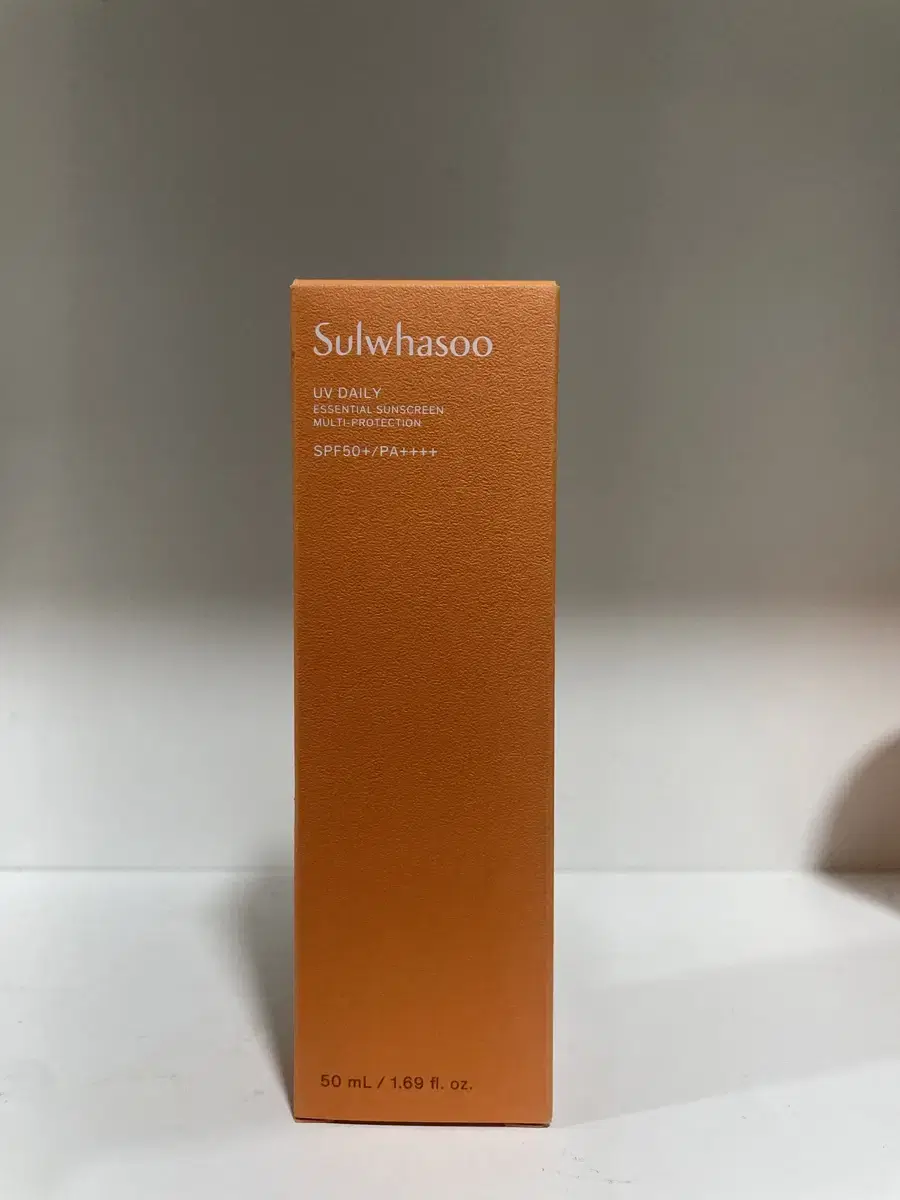 Sulwhasoo
UV DAILY
ESSENTIAL SUNSCREEN
MULTI-PROTECTION
SPF50+/PA++++
50 mL / 1.69 fl. oz.